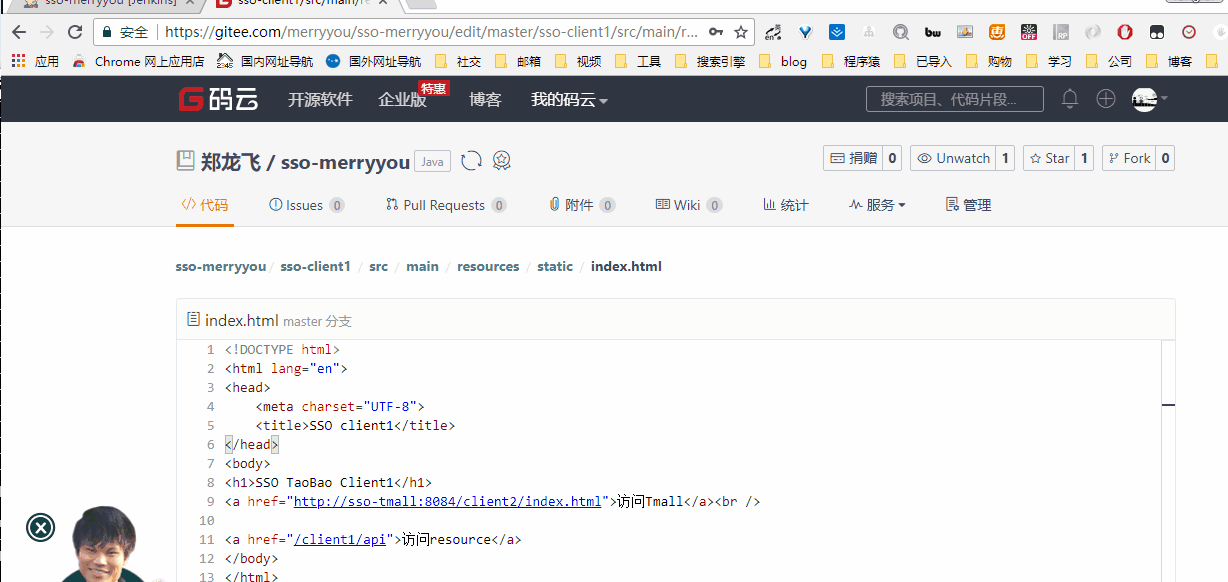 sso-merryyou [Jenkins] × sso-client1/src/main/re ×
安全 https://gitee.com/merryyou/sso-merryyou/edit/master/sso-client1/src/main/r... en bw OFF RP
应用 Chrome 网上应用店 国内网址导航 国外网址导航 社交 邮箱 视频 工具 搜索引擎 blog 程序猿 已导入 购物 学习 公司 博客
G 码云 开源软件 企业版 特惠 博客 我的码云 搜索项目、代码片段...
郑龙飞 / sso-merryyou Java 捐赠 0 Unwatch 1 Star 1 Fork 0
</> 代码 Issues 0 Pull Requests 0 附件 0 Wiki 0 统计 服务 管理
sso-merryyou / sso-client1 / src / main / resources / static / index.html
index.html master 分支
1 <!DOCTYPE html>
2 <html lang="en">
3 <head>
4 <meta charset="UTF-8">
5 <title>SSO client1</title>
6 </head>
7 <body>
8 <h1>SSO TaoBao Client1</h1>
9 <a href="http://sso-tmall:8084/client2/index.html">访问Tmall</a><br />
10
11 <a href="/client1/api">访问resource</a>
12 </body>
13 </html>